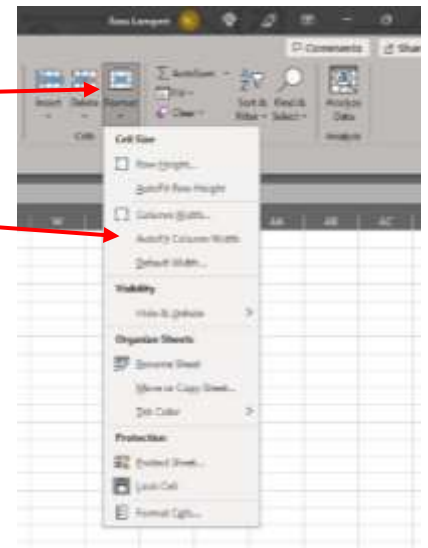 Comments Share
AutoSum
Fill
Clear
Insert Delete Format
Sort & Find &
Filter Select
Analyze
Data
Cells
Analysis
Cell Size
Row Height...
AutoFit Row Height
Column Width...
AutoFit Column Width
Default Width...
Visibility
Hide & Unhide
Organize Sheets
Rename Sheet
Move or Copy Sheet...
Tab Color
Protection
Protect Sheet...
Lock Cell
Format Cells...
W AA AB AC